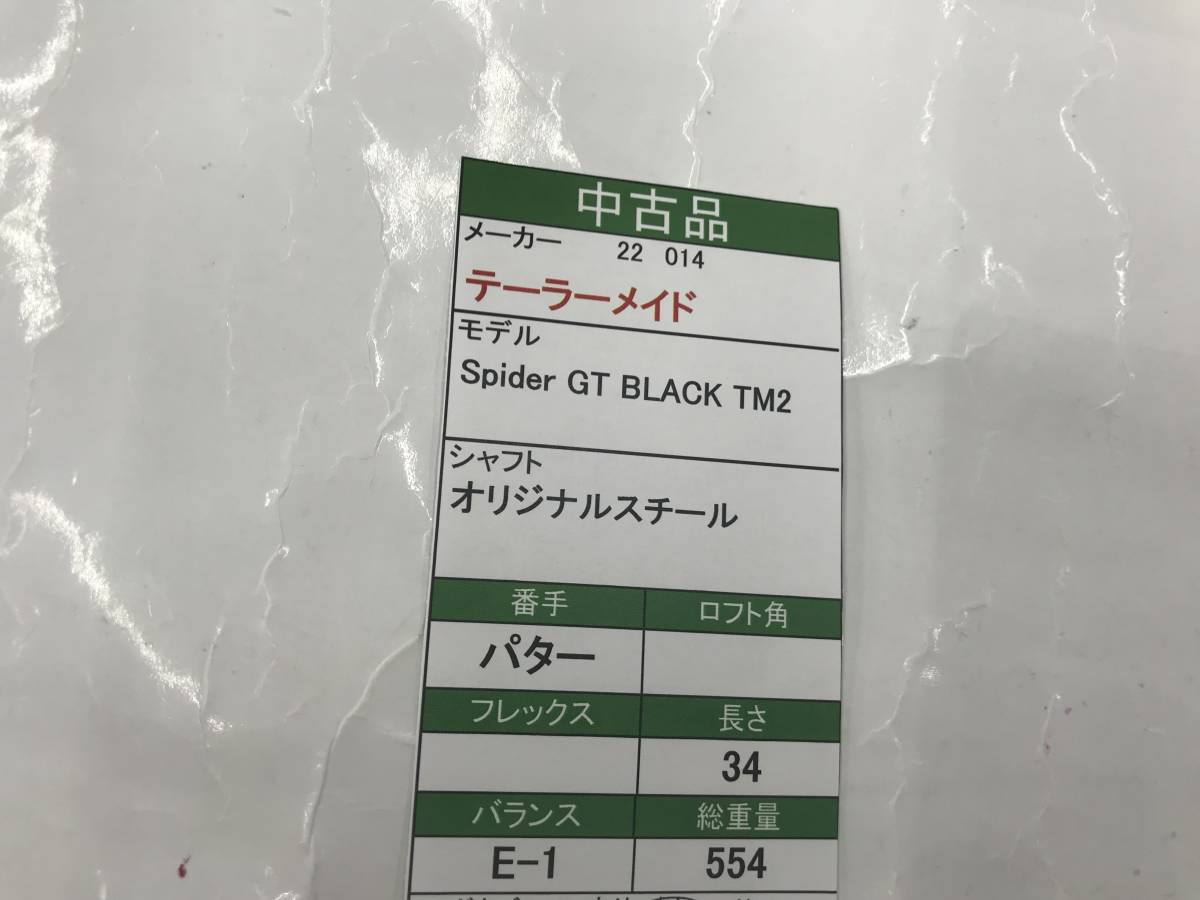 中古品
メーカー 22 014
テーラーメイド
モデル
Spider GT BLACK TM2
シャフト
オリジナルスチール
番手 ロフト角
パター
フレックス 長さ
34
バランス 総重量
E-1 554